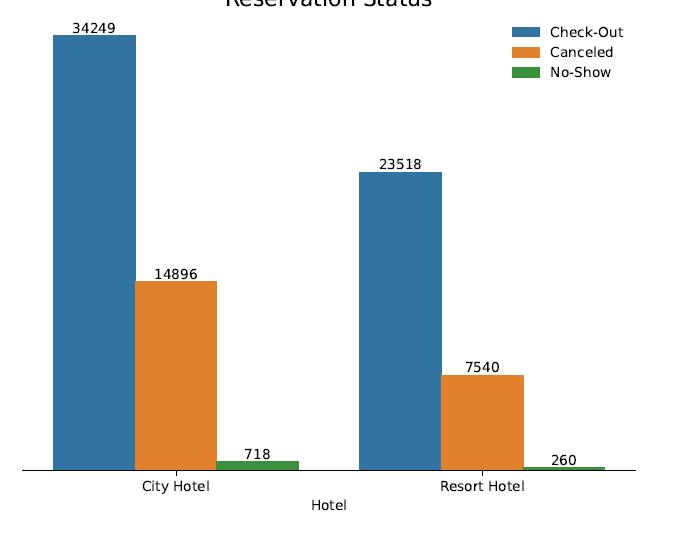 Reservation Status
34249
Check-Out
Canceled
No-Show
23518
14896
7540
718
260
City Hotel
Resort Hotel
Hotel